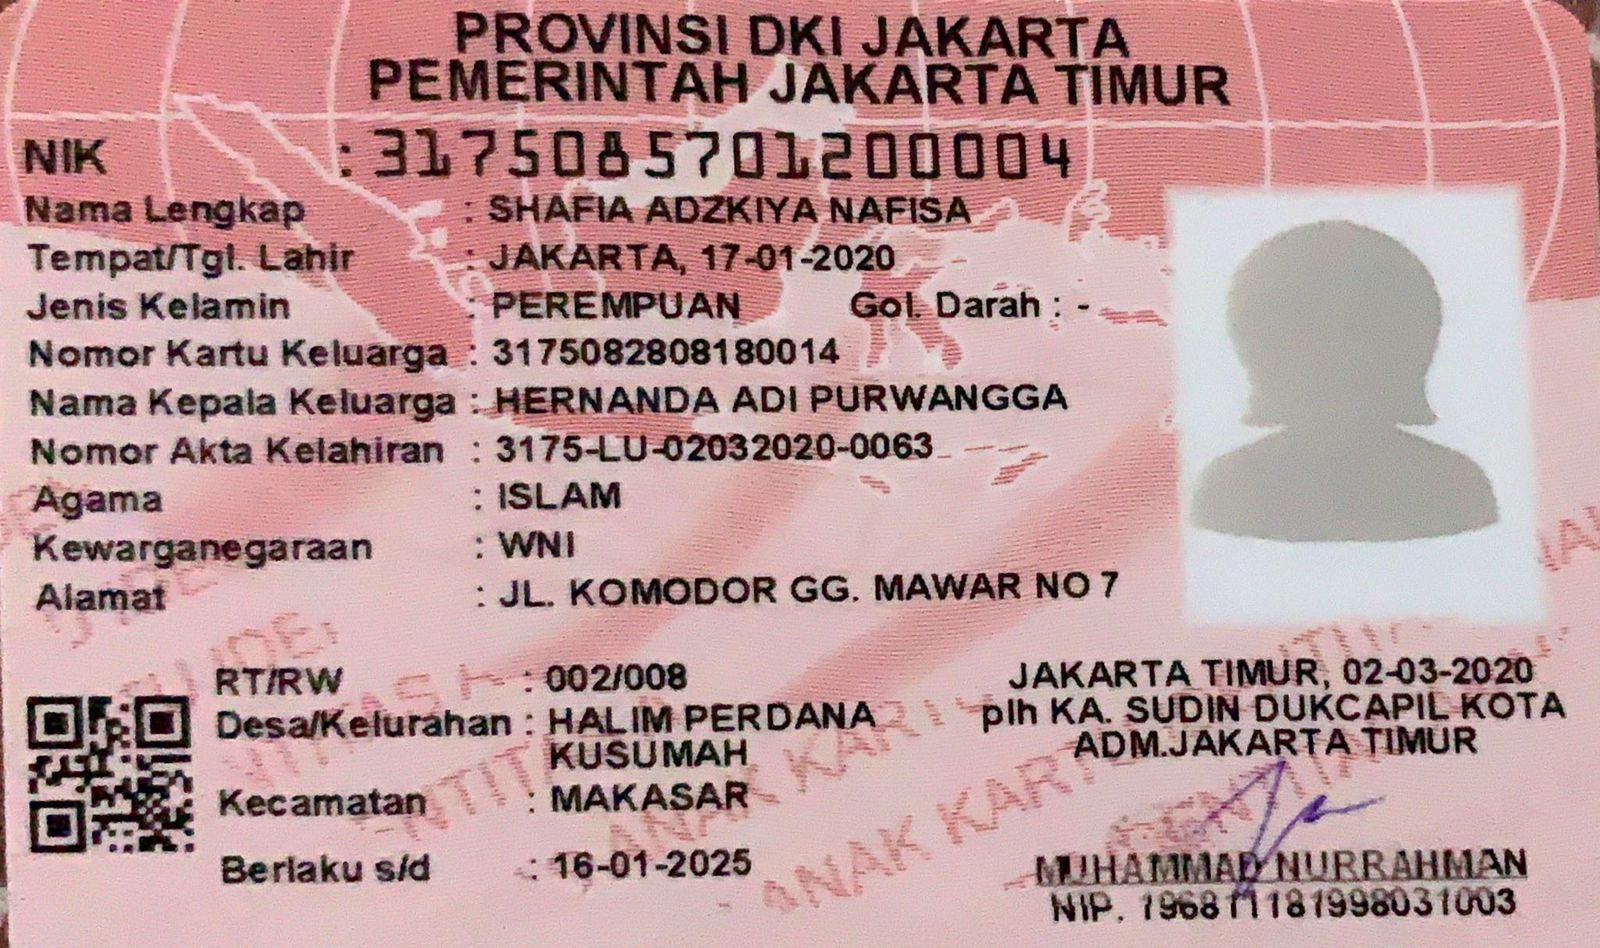 PROVINSI DKI JAKARTA
PEMERINTAH JAKARTA TIMUR
NIK : 3175085701200004
Nama Lengkap : SHAFIA ADZKIYA NAFISA
Tempat/Tgl. Lahir : JAKARTA, 17-01-2020
Jenis Kelamin : PEREMPUAN Gol. Darah : -
Nomor Kartu Keluarga : 3175082808180014
Nama Kepala Keluarga : HERNANDA ADI PURWANGGA
Nomor Akta Kelahiran : 3175-LU-02032020-0063
Agama : ISLAM
Kewarganegaraan : WNI
Alamat : JL. KOMODOR GG. MAWAR NO 7
RT/RW : 002/008
Desa/Kelurahan : HALIM PERDANA
KUSUMAH
Kecamatan : MAKASAR
Berlaku s/d : 16-01-2025
JAKARTA TIMUR, 02-03-2020
plh KA. SUDIN DUKCAPIL KOTA
ADM.JAKARTA TIMUR
MUHAMMAD NURRAHMAN
NIP. 196811181998031003